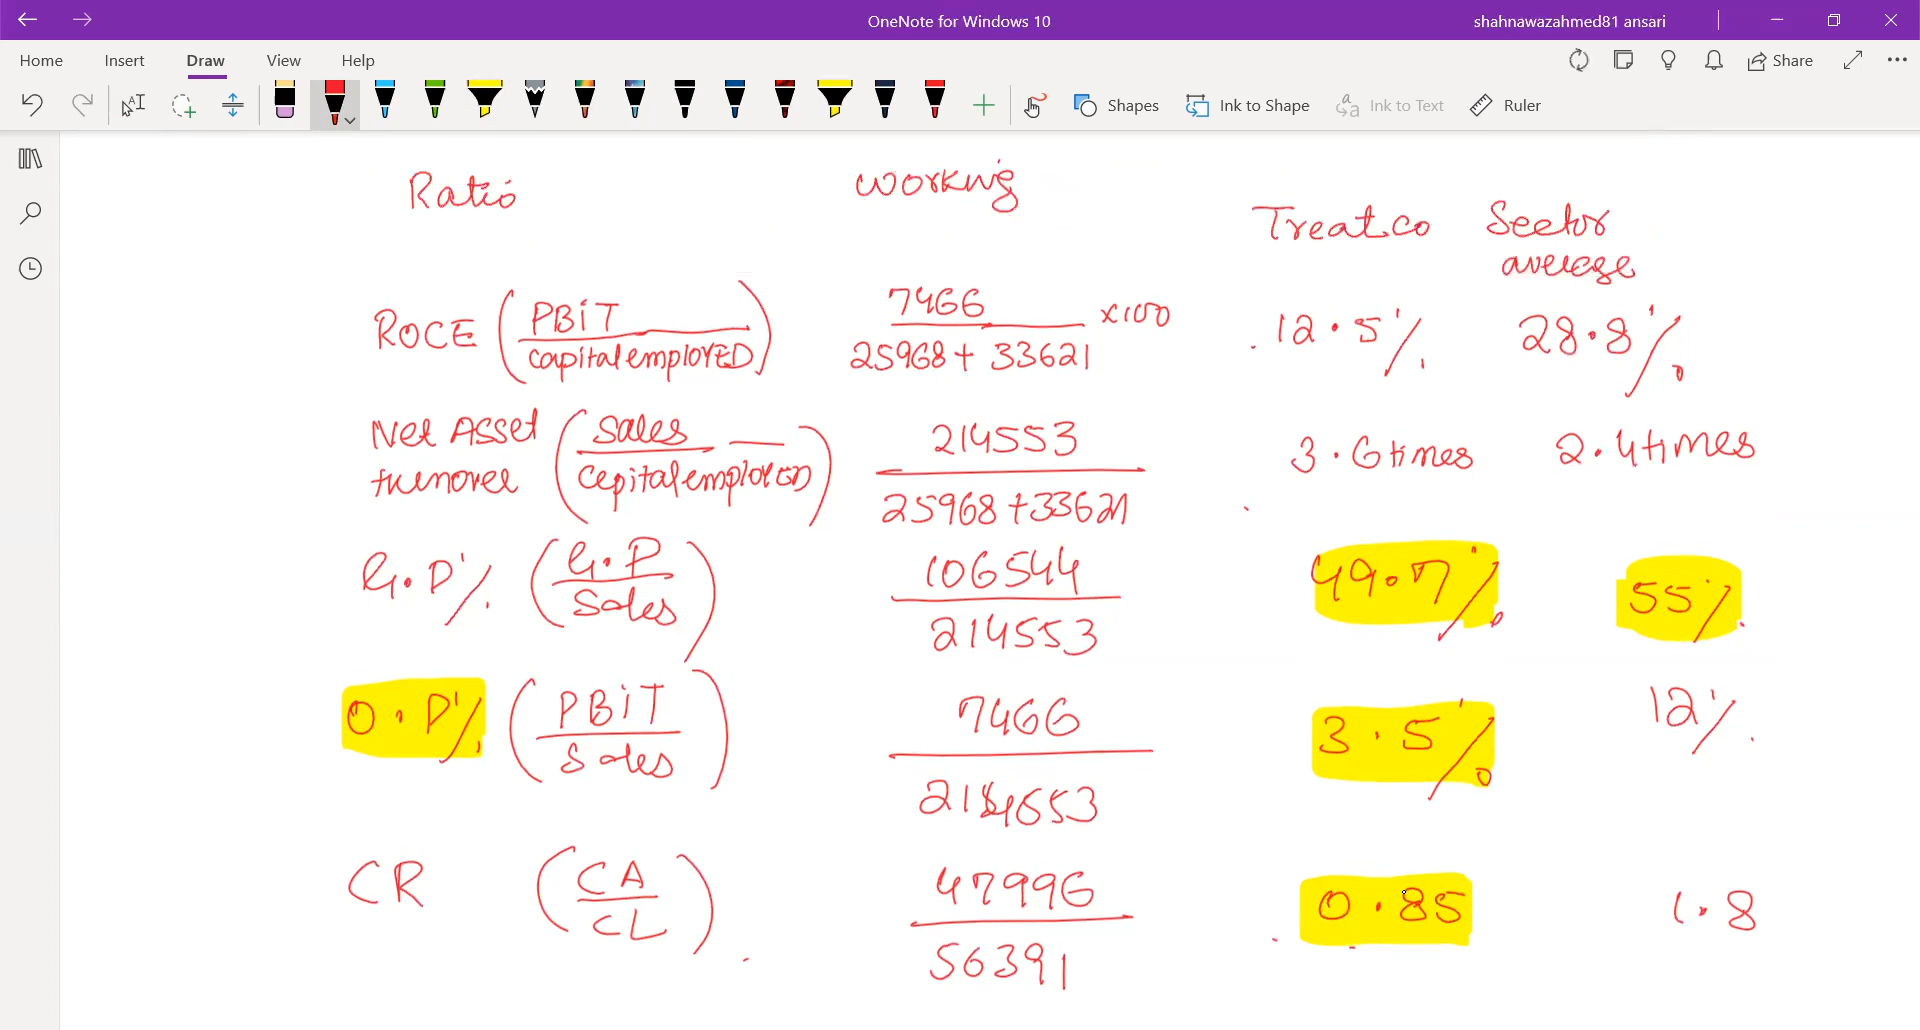 OneNote for Windows 10
shahnawazahmed81 ansari
Home Insert Draw View Help
Share
Shapes Ink to Shape Ink to Text Ruler
Ratio Working
Treatco Sector
average
ROCE (PBiT / capital employED) 7466 / 25968 + 33621 x100 12.5% 28.8%
Net Asset turnover (Sales / Capital employED) 214553 / 25968 + 33621 3.6 times 2.4 times
G.P% (G.P / Sales) 106544 / 214553 49.7% 55%
O.P% (PBiT / Sales) 7466 / 214553 3.5% 12%
CR (CA / CL) 47996 / 56391 0.85 1.8